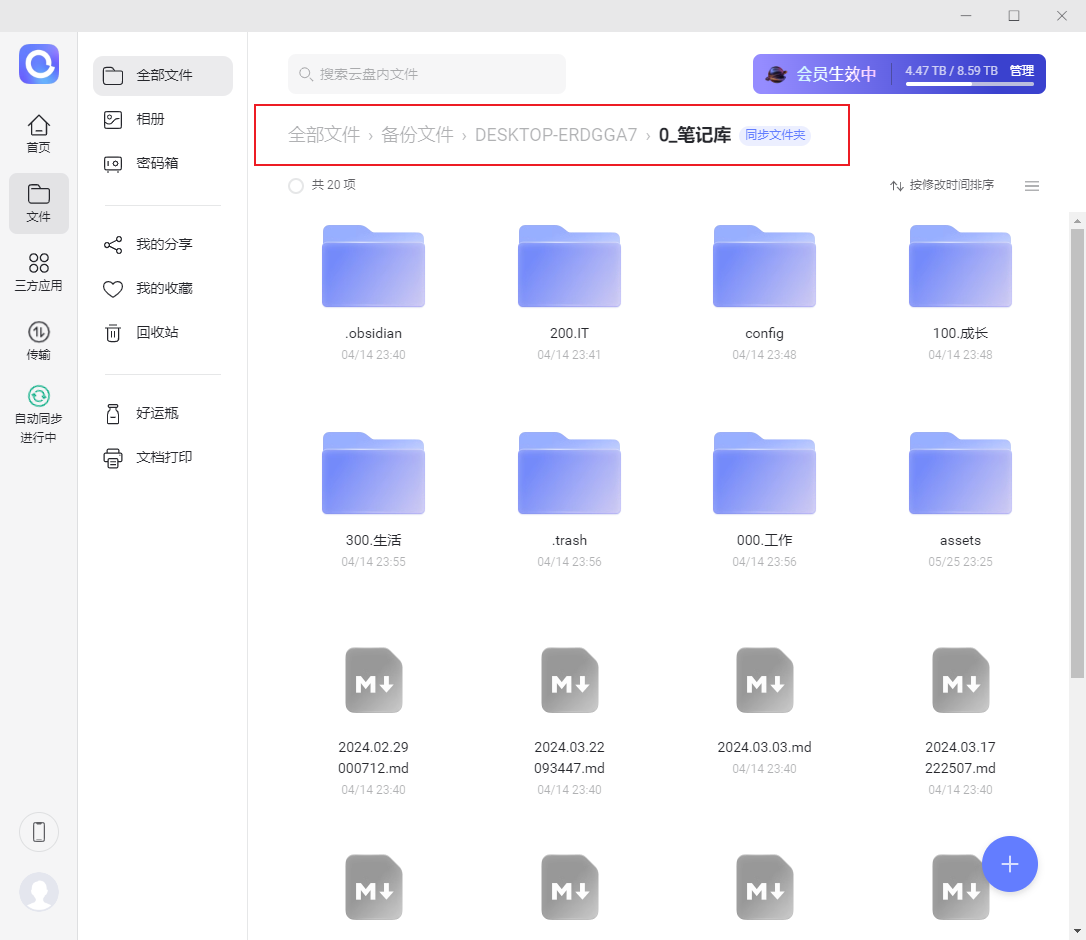 首页
文件
三方应用
传输
自动同步
进行中
全部文件
相册
密码箱
我的分享
我的收藏
回收站
好运瓶
文档打印
搜索云盘内文件
会员生效中
4.47 TB / 8.59 TB 管理
全部文件 › 备份文件 › DESKTOP-ERDGGA7 › 0_笔记库 同步文件夹
共 20 项
按修改时间排序
.obsidian
04/14 23:40
200.IT
04/14 23:41
config
04/14 23:48
100.成长
04/14 23:48
300.生活
04/14 23:55
.trash
04/14 23:56
000.工作
04/14 23:56
assets
05/25 23:25
M
2024.02.29
000712.md
04/14 23:40
M
2024.03.22
093447.md
04/14 23:40
M
2024.03.03.md
04/14 23:40
M
2024.03.17
222507.md
04/14 23:40
M
M
M
M